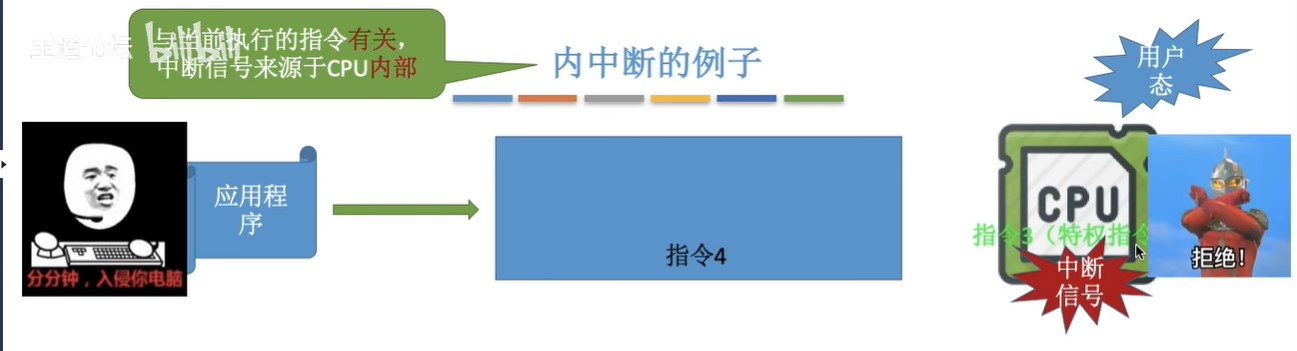 王道论坛 bilibili
与当前执行的指令有关，
中断信号来源于CPU内部
内中断的例子
用户
态
应用程
序
分分钟，入侵你电脑
指令4
CPU
指令3（特权指令
中断
信号
拒绝！